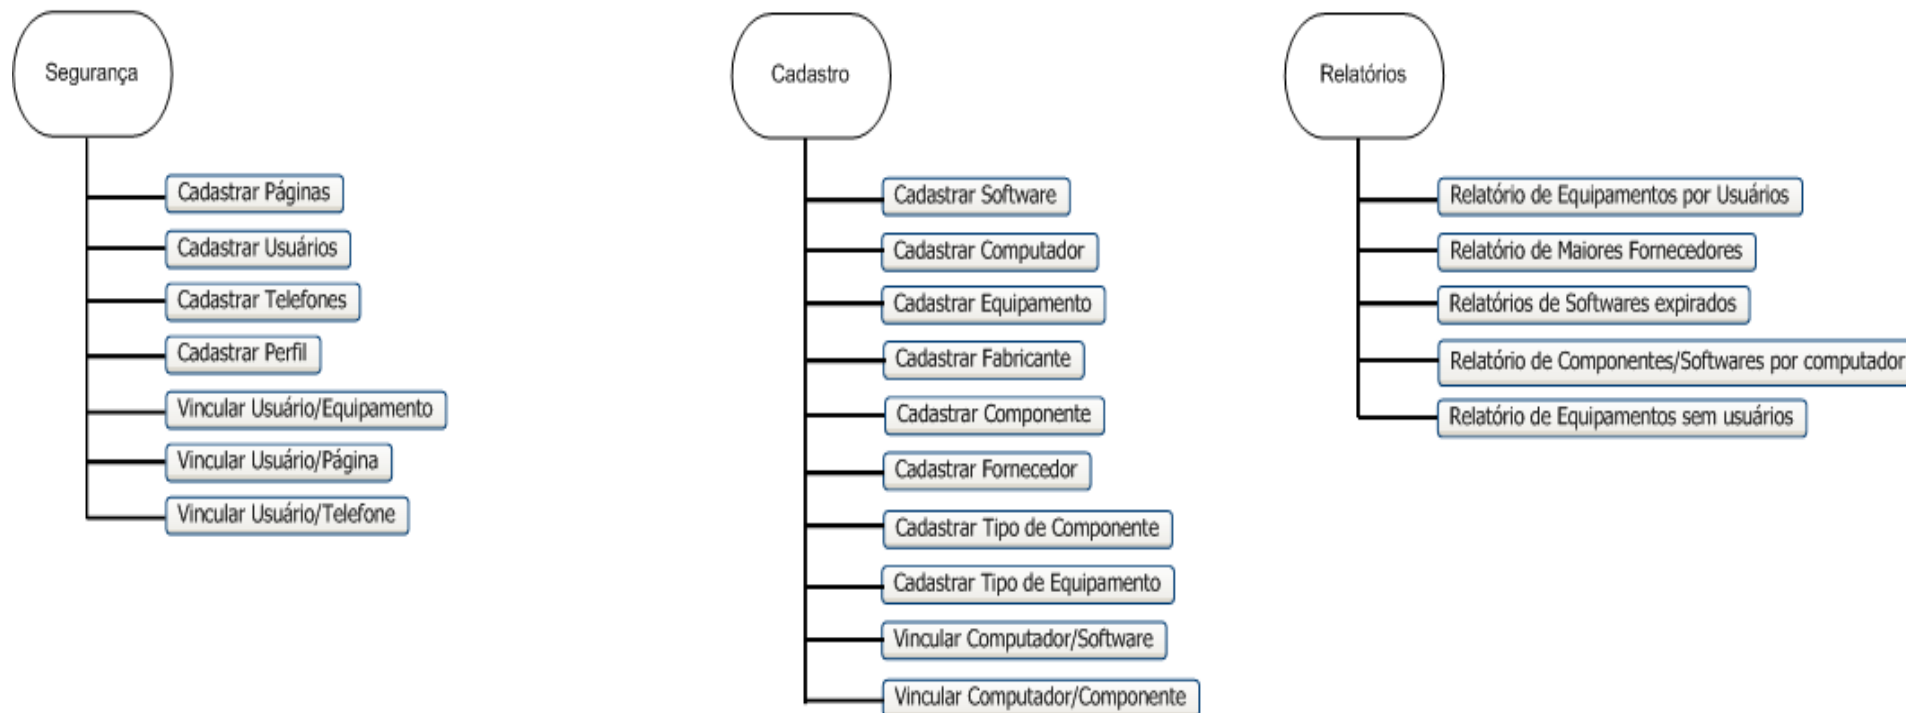 Segurança
Cadastrar Páginas
Cadastrar Usuários
Cadastrar Telefones
Cadastrar Perfil
Vincular Usuário/Equipamento
Vincular Usuário/Página
Vincular Usuário/Telefone
Cadastro
Cadastrar Software
Cadastrar Computador
Cadastrar Equipamento
Cadastrar Fabricante
Cadastrar Componente
Cadastrar Fornecedor
Cadastrar Tipo de Componente
Cadastrar Tipo de Equipamento
Vincular Computador/Software
Vincular Computador/Componente
Relatórios
Relatório de Equipamentos por Usuários
Relatório de Maiores Fornecedores
Relatórios de Softwares expirados
Relatório de Componentes/Softwares por computador
Relatório de Equipamentos sem usuários